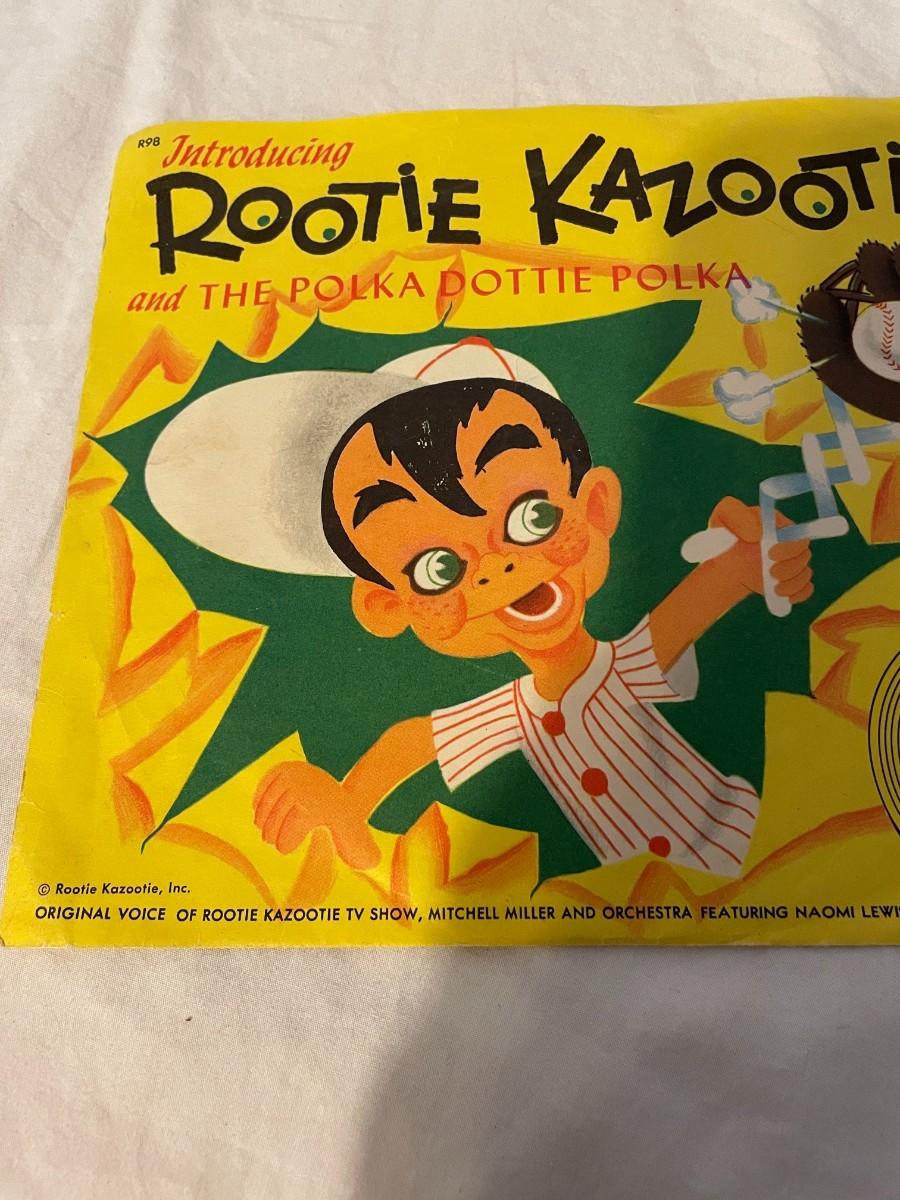 R98 Introducing
ROOTIE KAZOOTI
and THE POLKA DOTTIE POLKA
© Rootie Kazootie, Inc.
ORIGINAL VOICE OF ROOTIE KAZOOTIE TV SHOW, MITCHELL MILLER AND ORCHESTRA FEATURING NAOMI LEWI